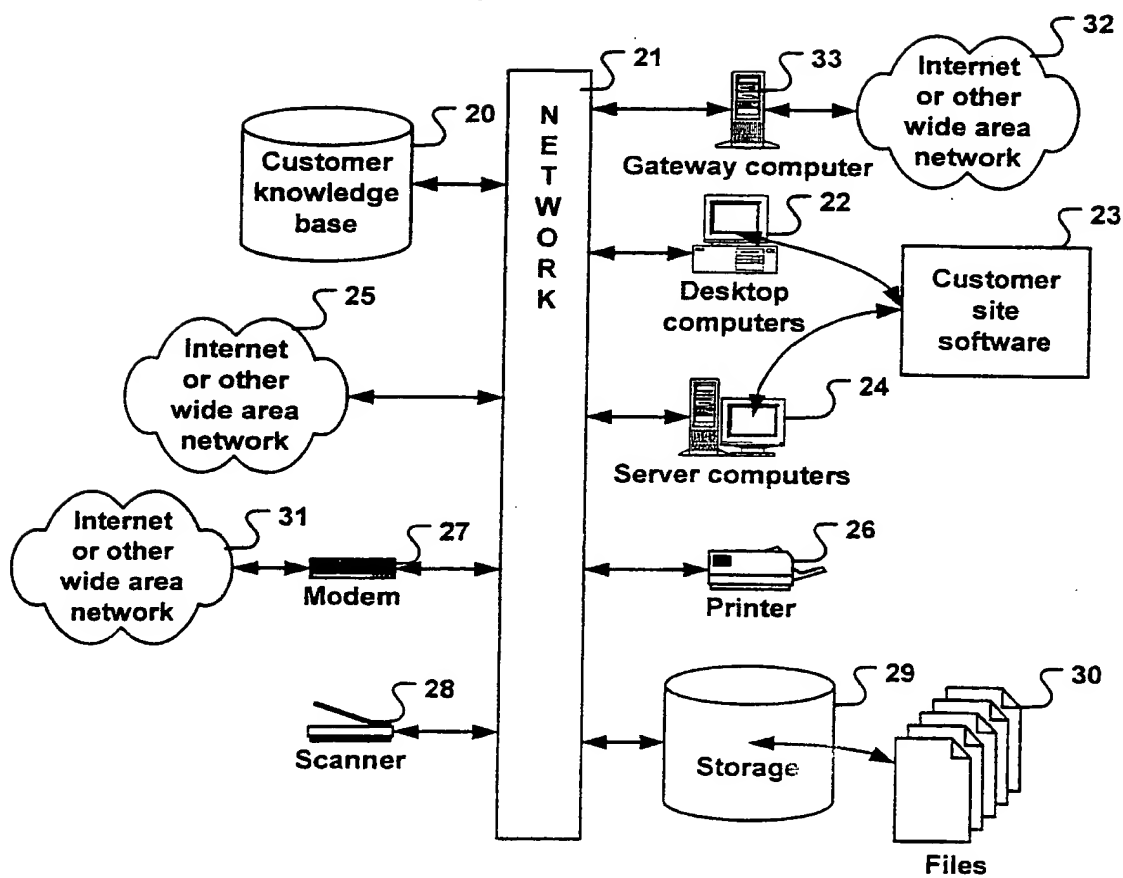 32
Internet
or other
wide area
network
33
Gateway computer
21
NETWORK
20
Customer
knowledge
base
22
Desktop
computers
23
Customer
site
software
25
Internet
or other
wide area
network
24
Server computers
31
Internet
or other
wide area
network
27
Modem
26
Printer
28
Scanner
29
Storage
30
Files